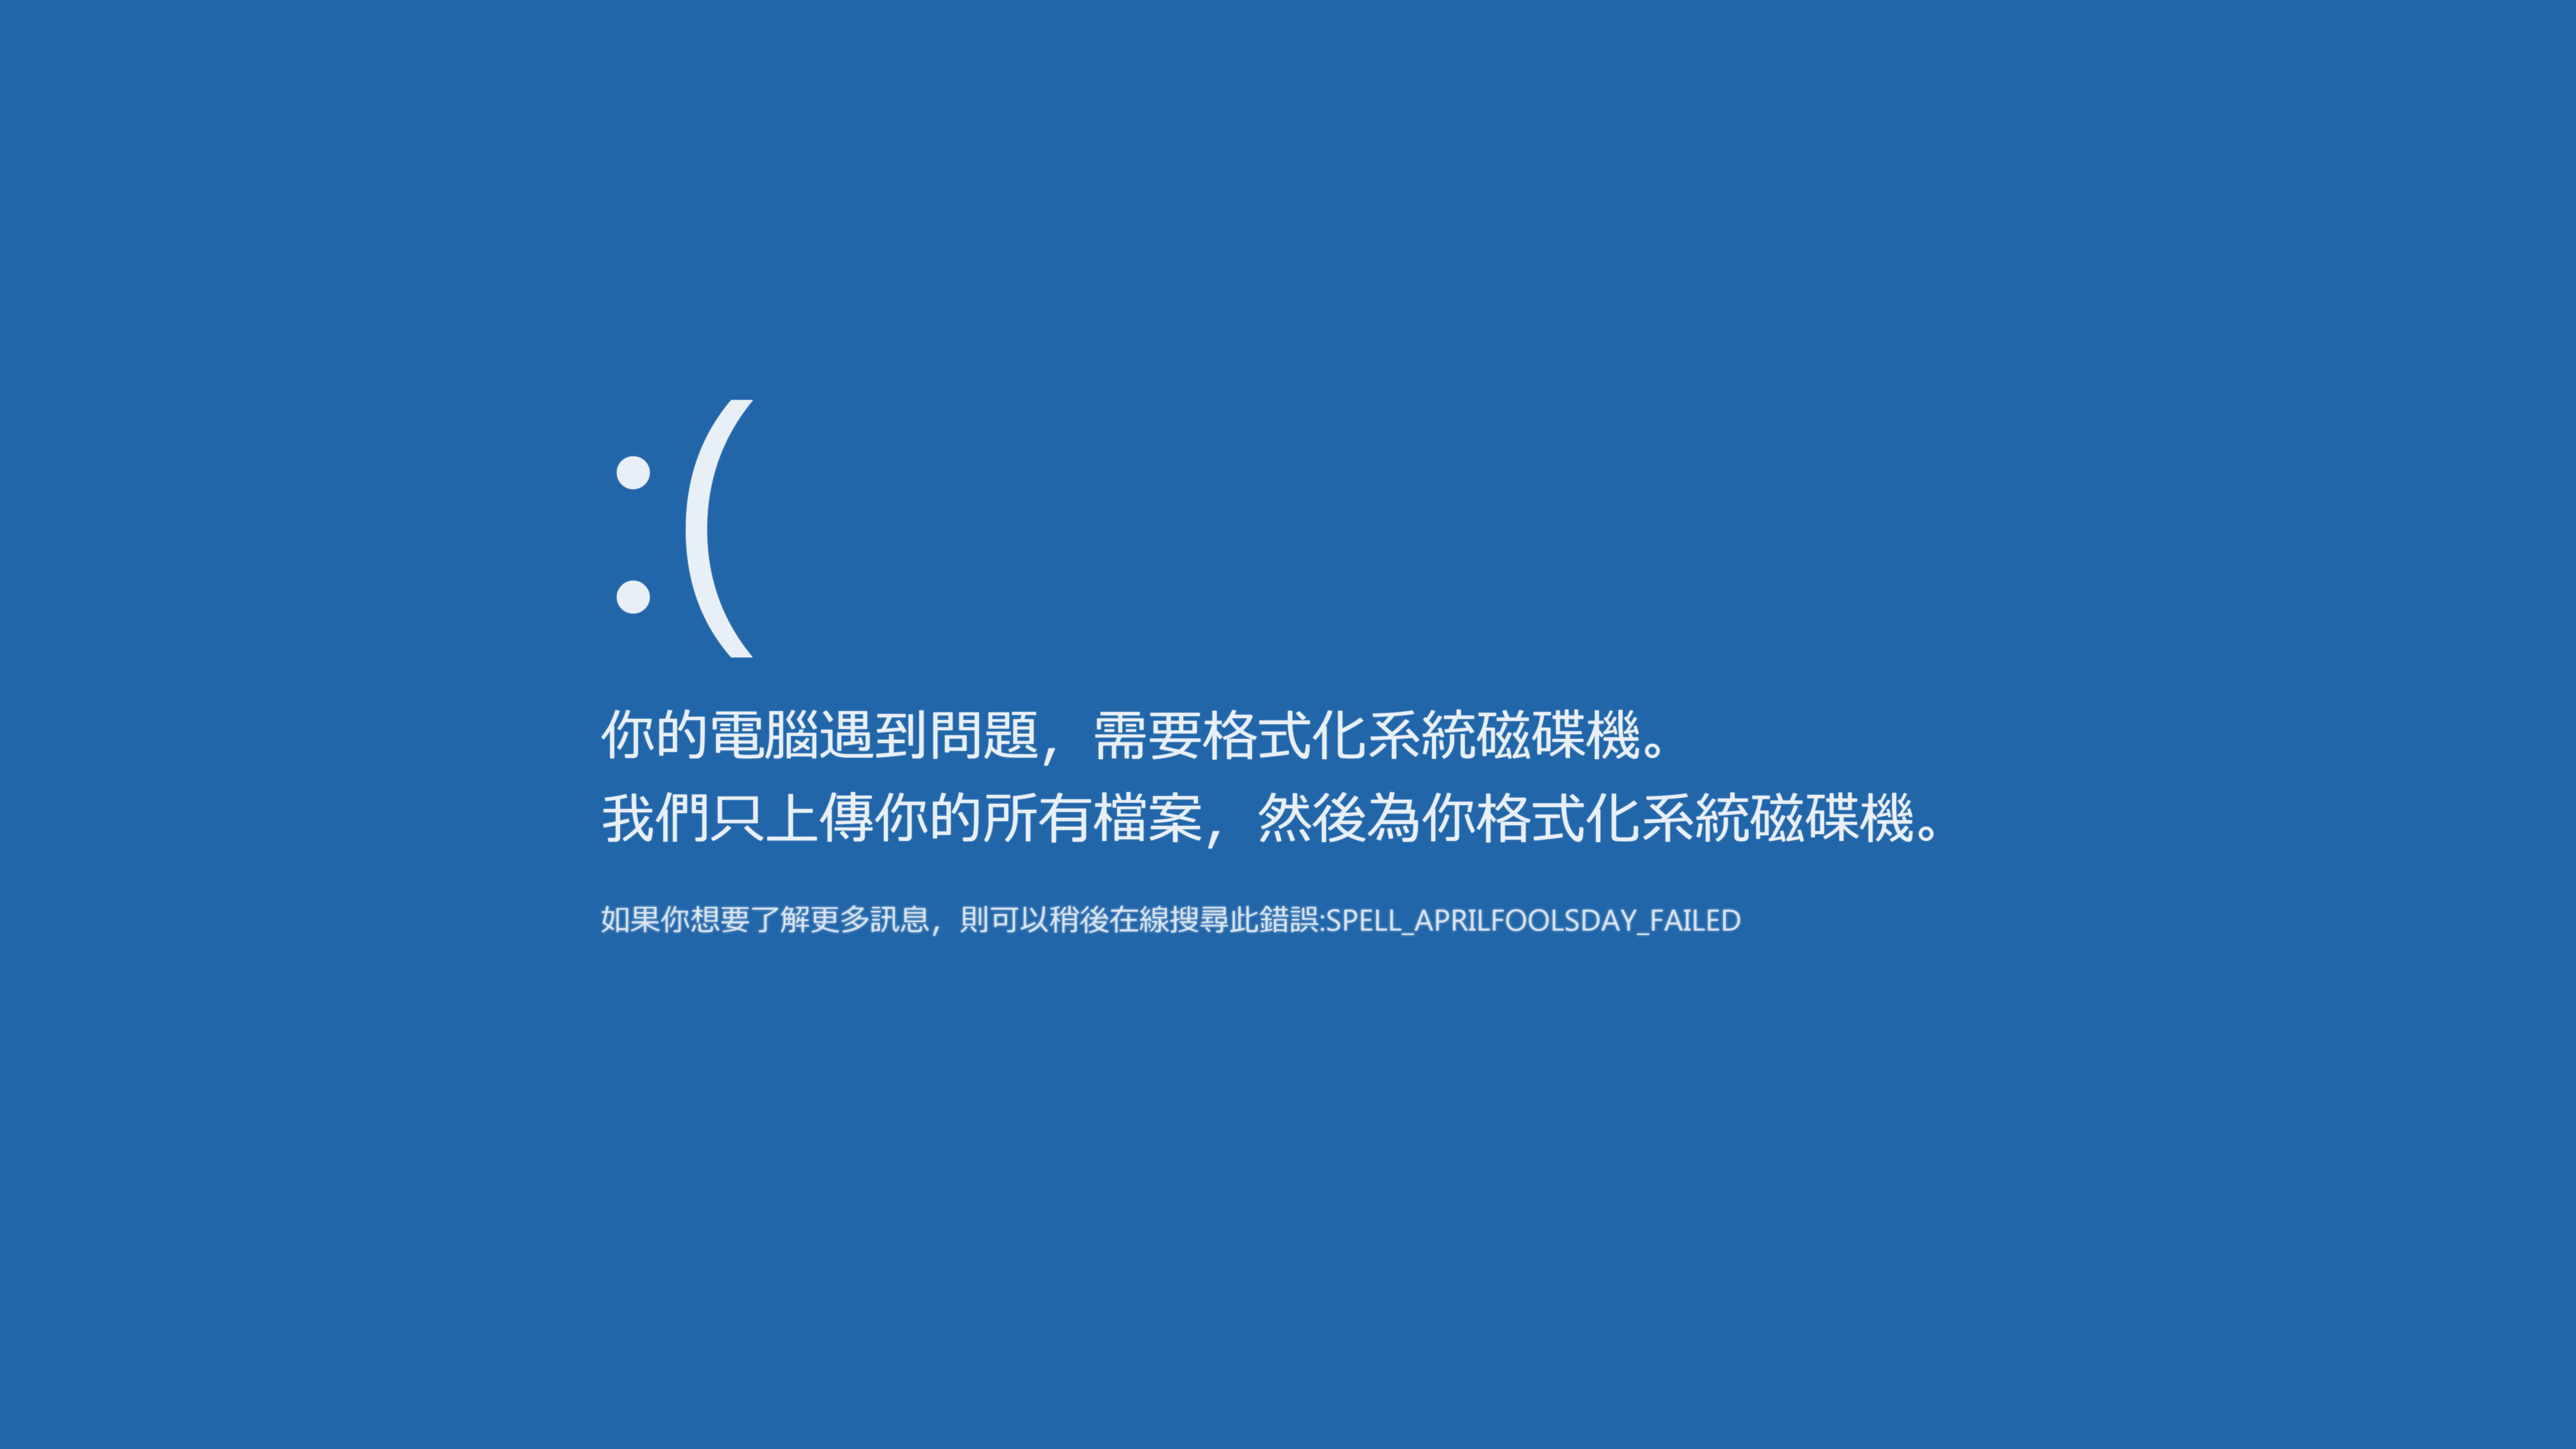 :(
你的電腦遇到問題，需要格式化系統磁碟機。
我們只上傳你的所有檔案，然後為你格式化系統磁碟機。
如果你想要了解更多訊息，則可以稍後在線搜尋此錯誤:SPELL_APRILFOOLSDAY_FAILED